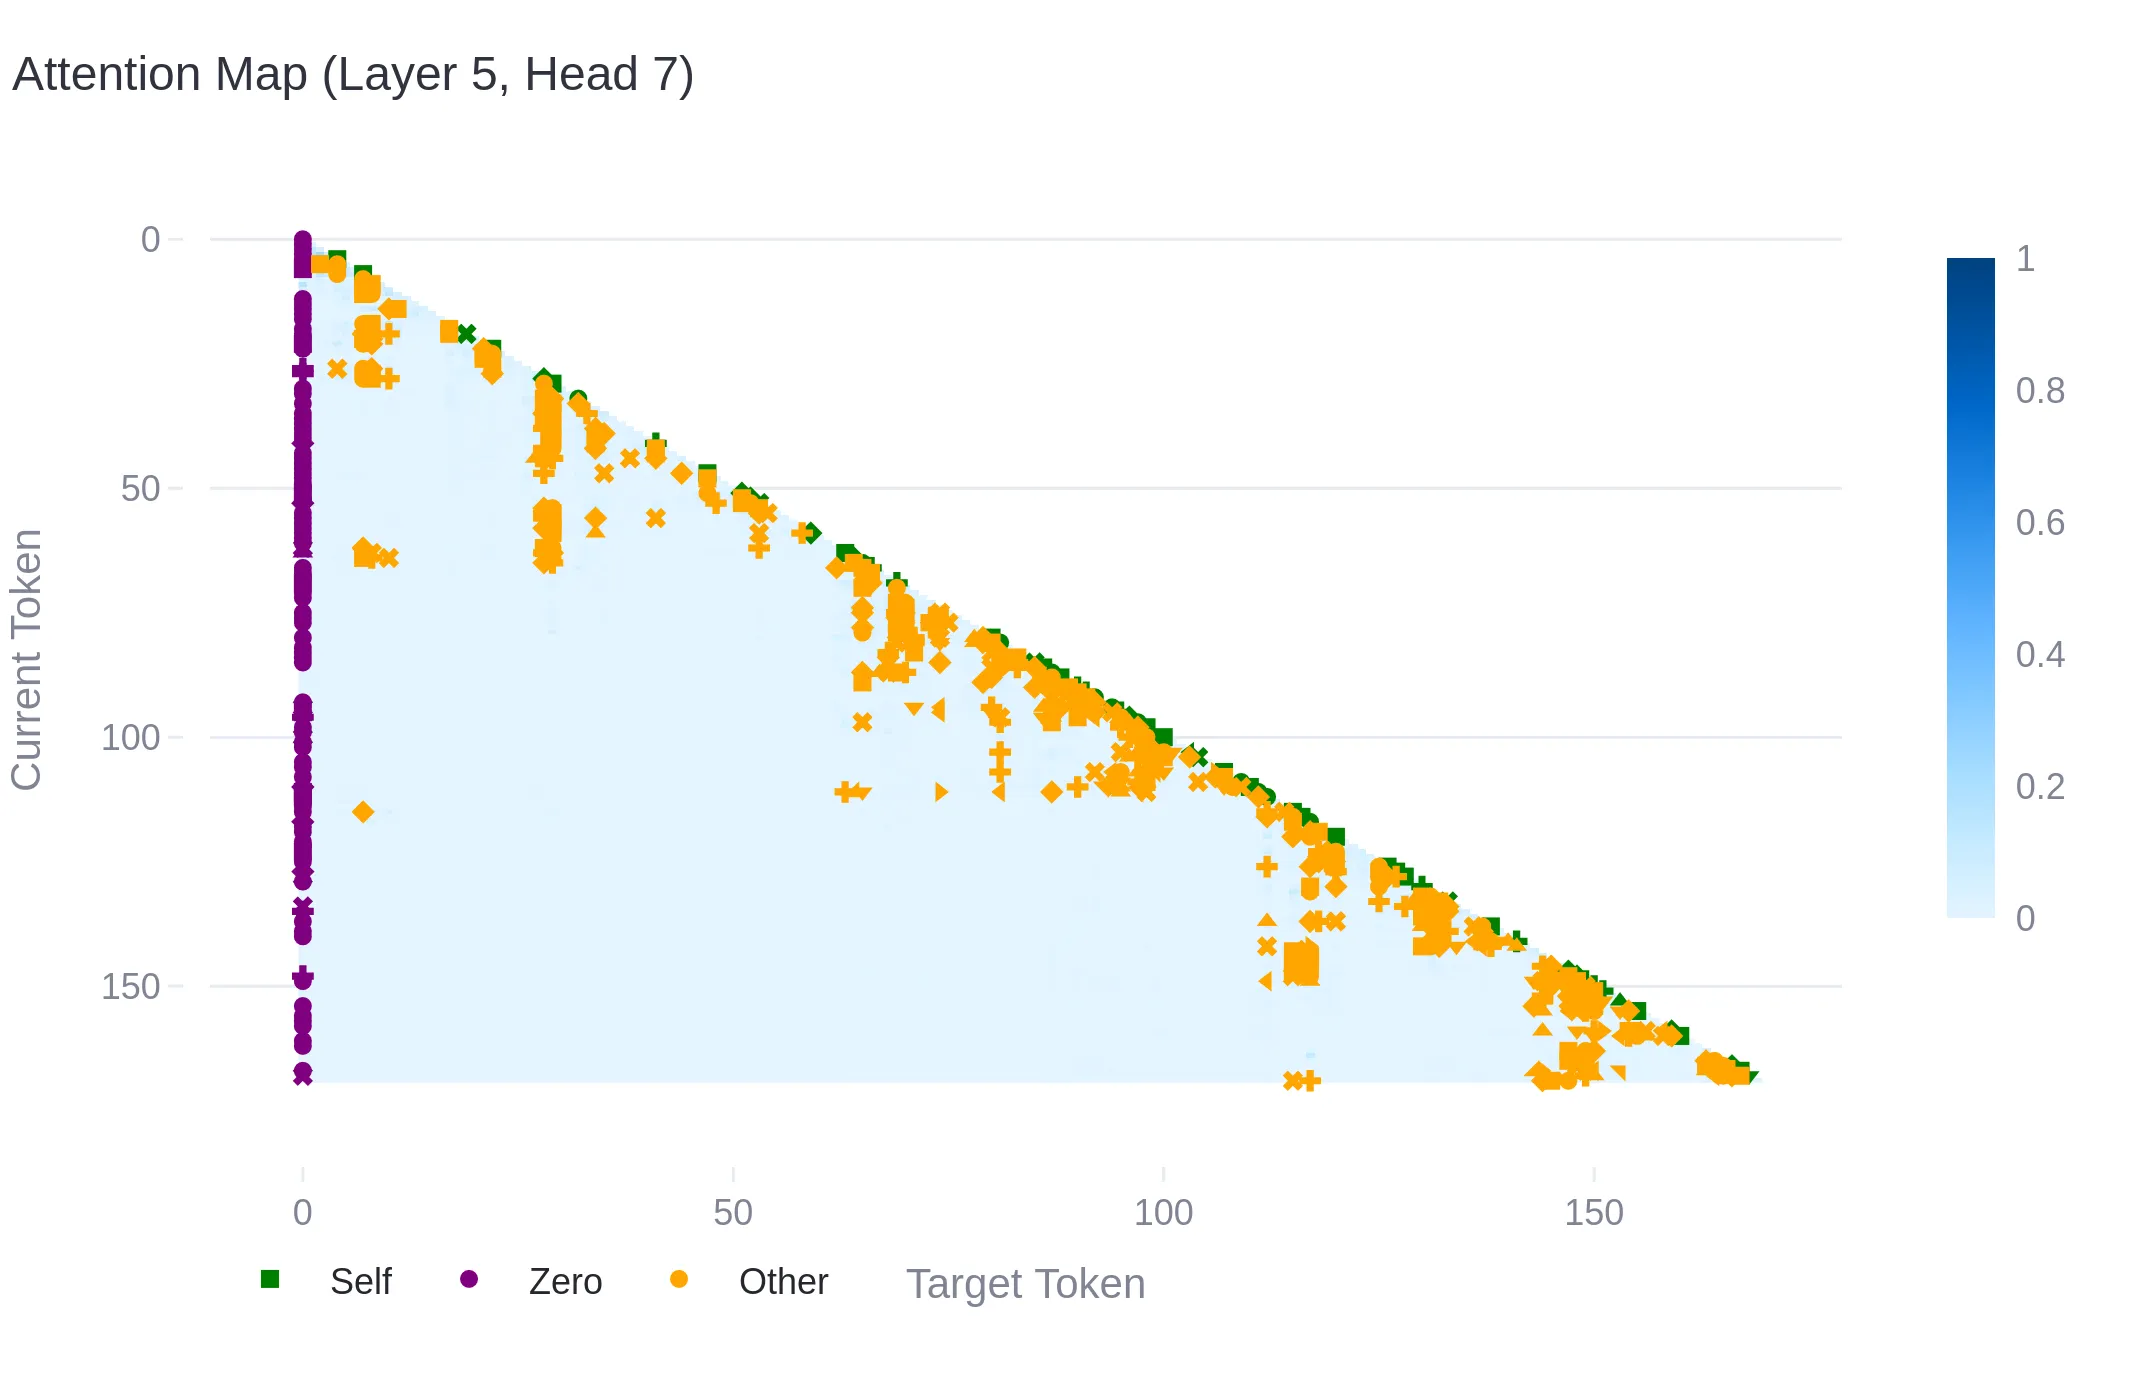 Attention Map (Layer 5, Head 7)
0
50
100
150
Current Token
0
50
100
150
Target Token
Self
Zero
Other
1
0.8
0.6
0.4
0.2
0